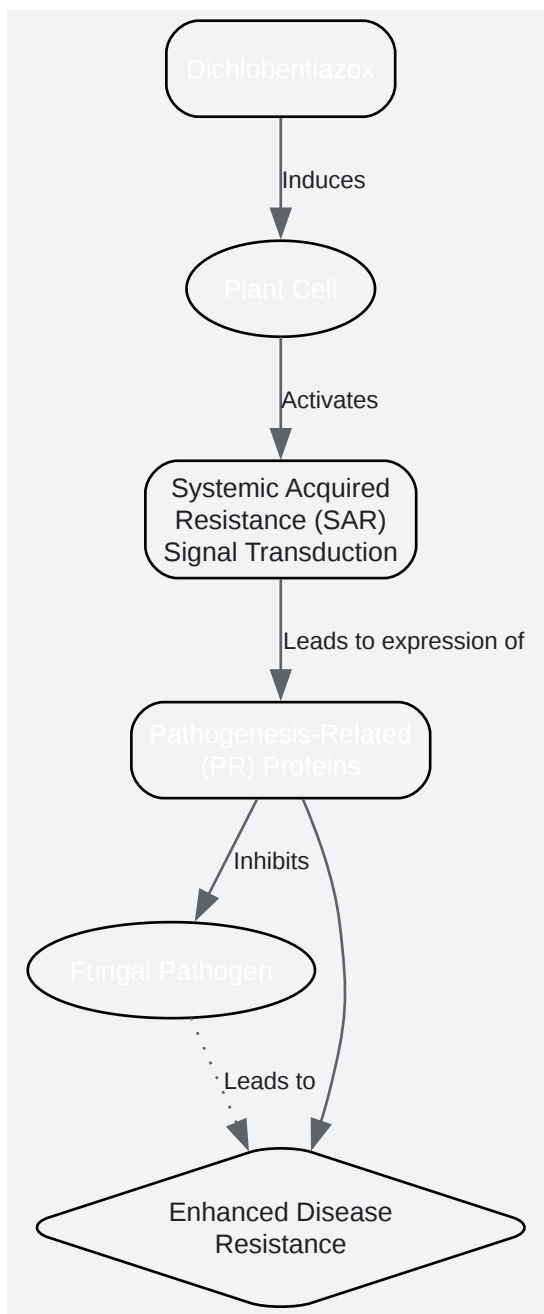 Dichlobentiazox
Induces
Plant Cell
Activates
Systemic Acquired
Resistance (SAR)
Signal Transduction
Leads to expression of
Pathogenesis-Related
(PR) Proteins
Inhibits
Fungal Pathogen
Leads to
Enhanced Disease
Resistance